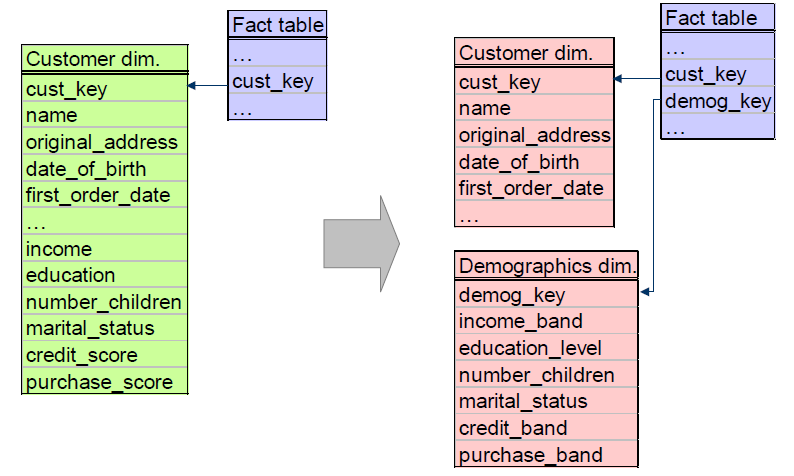 Fact table
…
cust_key
…
Customer dim.
cust_key
name
original_address
date_of_birth
first_order_date
…
income
education
number_children
marital_status
credit_score
purchase_score
Fact table
…
cust_key
demog_key
…
Customer dim.
cust_key
name
original_address
date_of_birth
first_order_date
…
Demographics dim.
demog_key
income_band
education_level
number_children
marital_status
credit_band
purchase_band